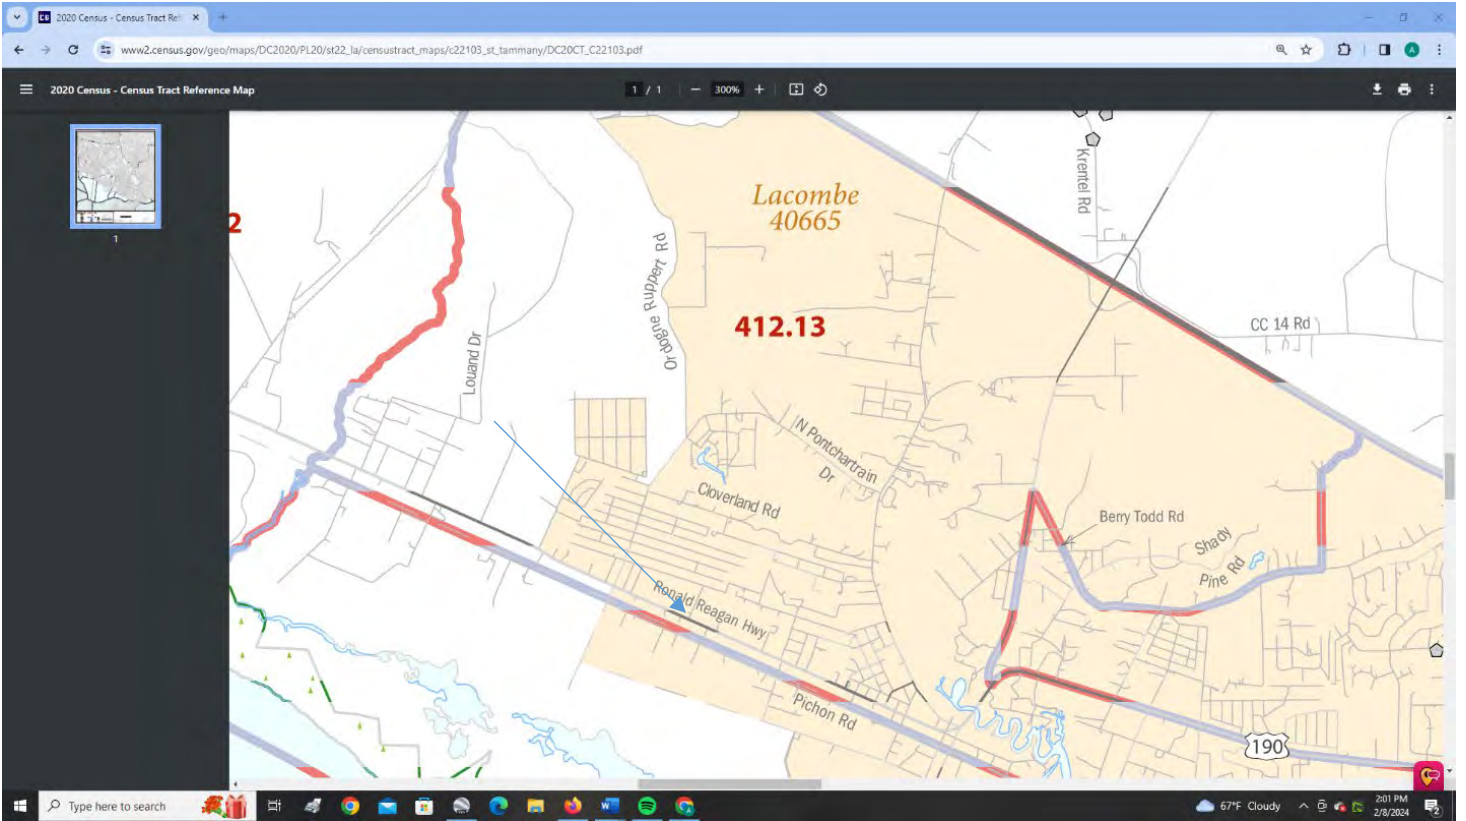 2020 Census - Census Tract Re
www2.census.gov/geo/maps/DC2020/PL20/st22_la/censustract_maps/c22103_st_tammany/DC20CT_C22103.pdf
A
2020 Census - Census Tract Reference Map
1 / 1
300%
1
2
Lacombe
40665
412.13
Krentel Rd
Ordogne Ruppert Rd
CC 14 Rd
Louand Dr
N Pontchartrain
Dr
Cloverland Rd
Berry Todd Rd
Shady
Pine Rd
Ronald Reagan Hwy
Pichon Rd
190
Type here to search
67°F Cloudy
2:01 PM
2/8/2024
2